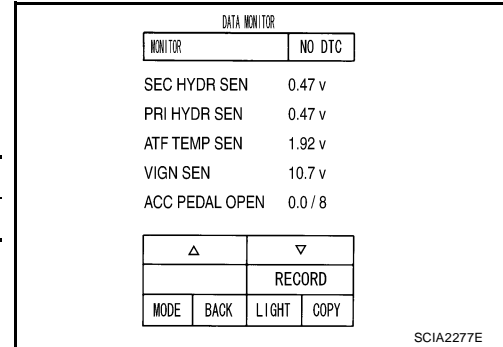 DATA MONITOR
MONITOR NO DTC
SEC HYDR SEN 0.47 v
PRI HYDR SEN 0.47 v
ATF TEMP SEN 1.92 v
VIGN SEN 10.7 v
ACC PEDAL OPEN 0.0 / 8
△ ▽
RECORD
MODE BACK LIGHT COPY
SCIA2277E